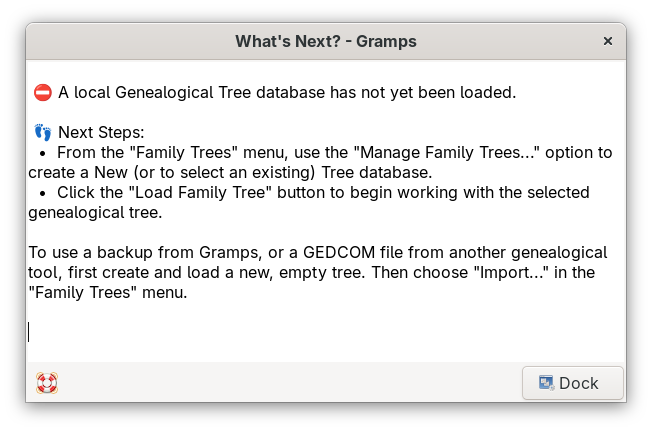 What's Next? - Gramps
⛔ A local Genealogical Tree database has not yet been loaded.
👣 Next Steps:
• From the "Family Trees" menu, use the "Manage Family Trees..." option to
create a New (or to select an existing) Tree database.
• Click the "Load Family Tree" button to begin working with the selected
genealogical tree.
To use a backup from Gramps, or a GEDCOM file from another genealogical
tool, first create and load a new, empty tree. Then choose "Import..." in the
"Family Trees" menu.
Dock